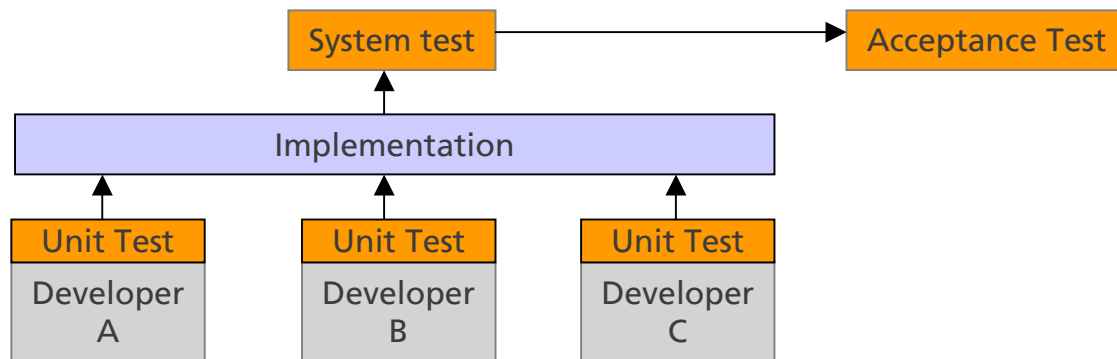 System test
Acceptance Test
Implementation
Unit Test
Unit Test
Unit Test
Developer
A
Developer
B
Developer
C